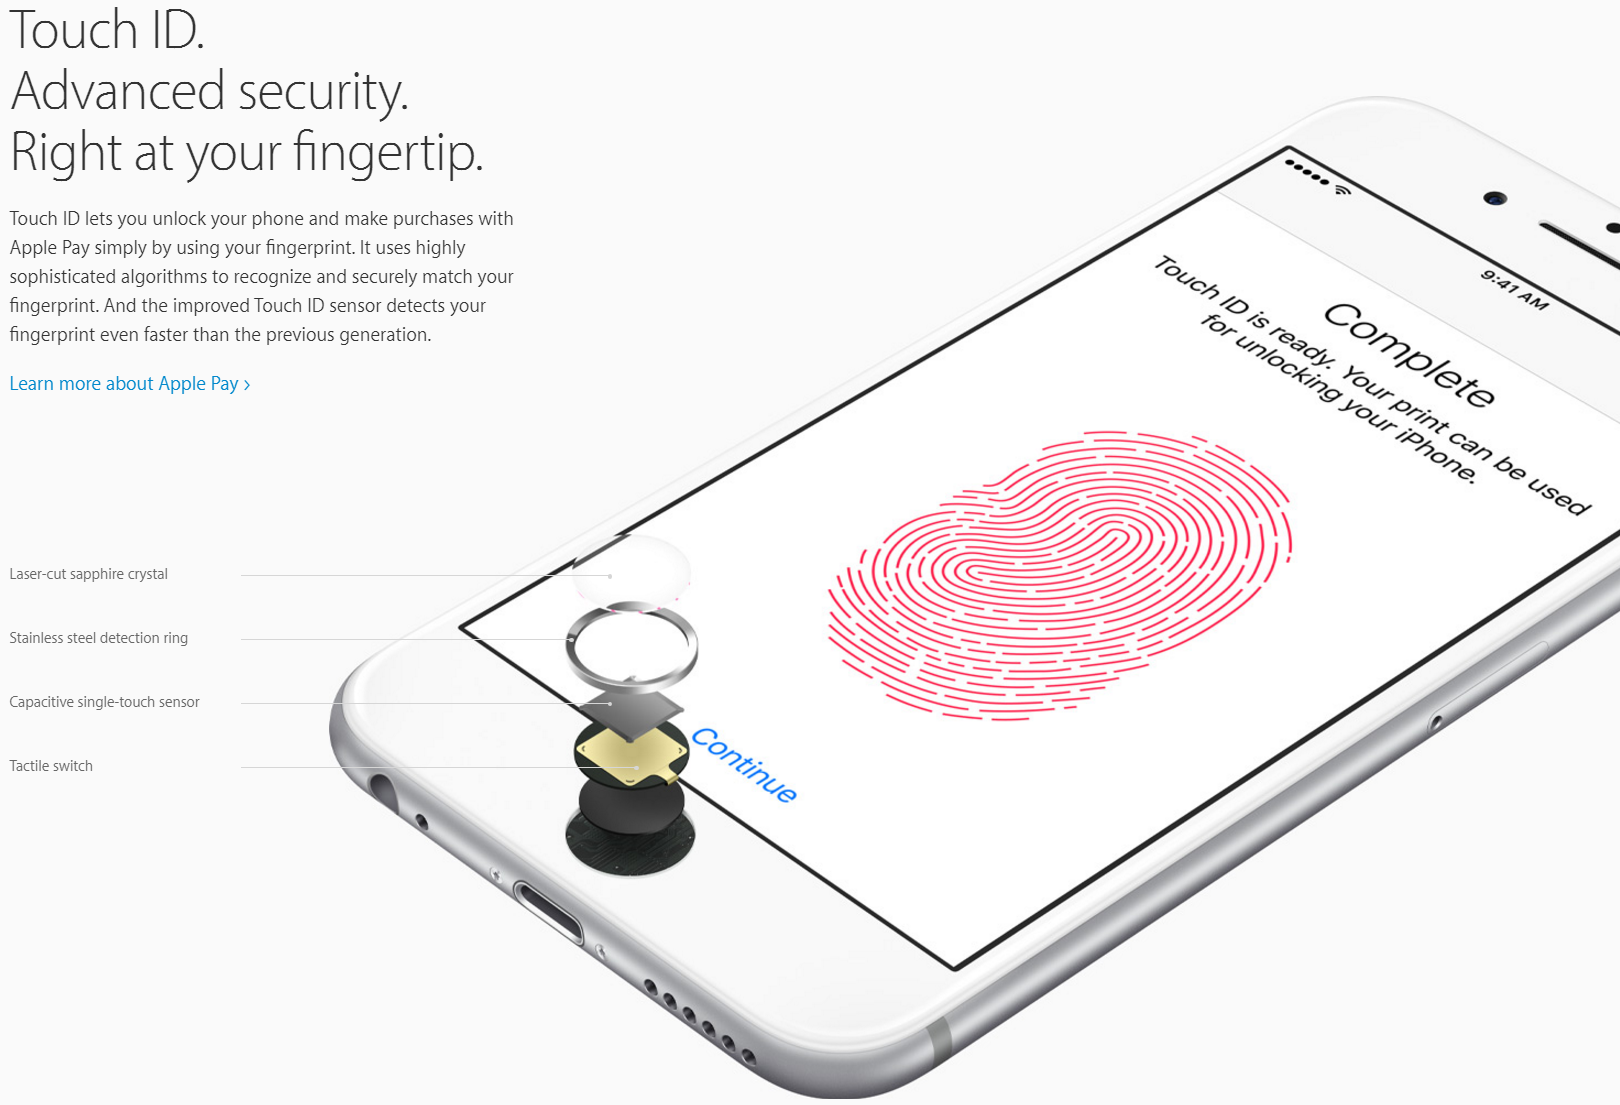 Touch ID.
Advanced security.
Right at your fingertip.
Touch ID lets you unlock your phone and make purchases with
Apple Pay simply by using your fingerprint. It uses highly
sophisticated algorithms to recognize and securely match your
fingerprint. And the improved Touch ID sensor detects your
fingerprint even faster than the previous generation.
Learn more about Apple Pay ›
Laser-cut sapphire crystal
Stainless steel detection ring
Capacitive single-touch sensor
Tactile switch
9:41 AM
Complete
Touch ID is ready. Your print can be used
for unlocking your iPhone.
Continue